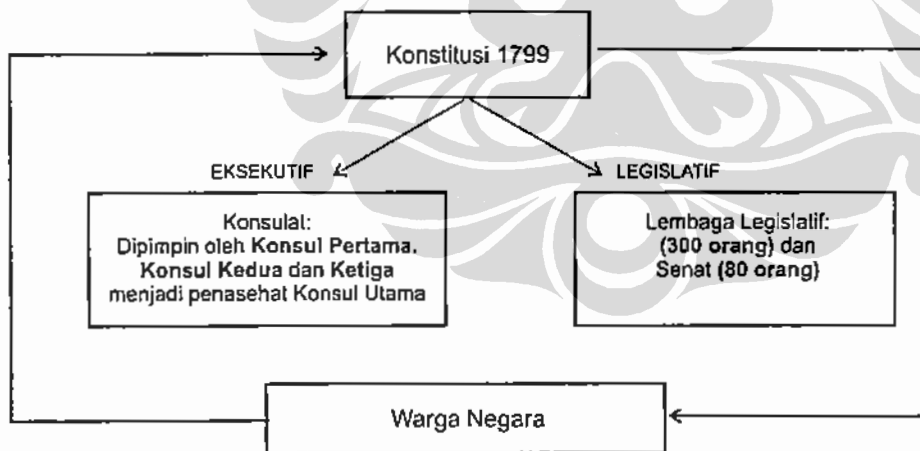 Konstitusi 1799
EKSEKUTIF
LEGISLATIF
Konsulat:
Dipimpin oleh Konsul Pertama.
Konsul Kedua dan Ketiga
menjadi penasehat Konsul Utama
Lembaga Legislatif:
(300 orang) dan
Senat (80 orang)
Warga Negara